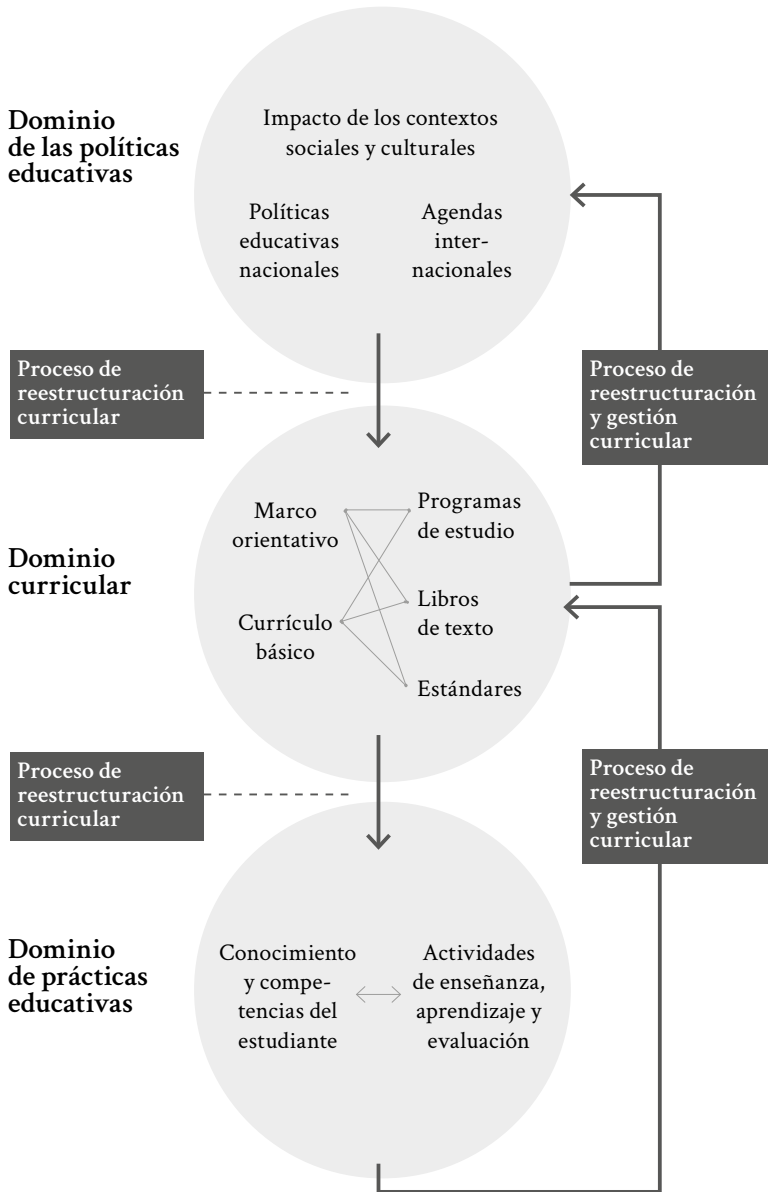 Dominio
de las políticas
educativas
Impacto de los contextos
sociales y culturales
Políticas
educativas
nacionales
Agendas
inter-
nacionales
Proceso de
reestructuración
curricular
Proceso de
reestructuración
y gestión
curricular
Dominio
curricular
Marco
orientativo
Currículo
básico
Programas
de estudio
Libros
de texto
Estándares
Proceso de
reestructuración
curricular
Proceso de
reestructuración
y gestión
curricular
Dominio
de prácticas
educativas
Conocimiento
y compe-
tencias del
estudiante
Actividades
de enseñanza,
aprendizaje y
evaluación